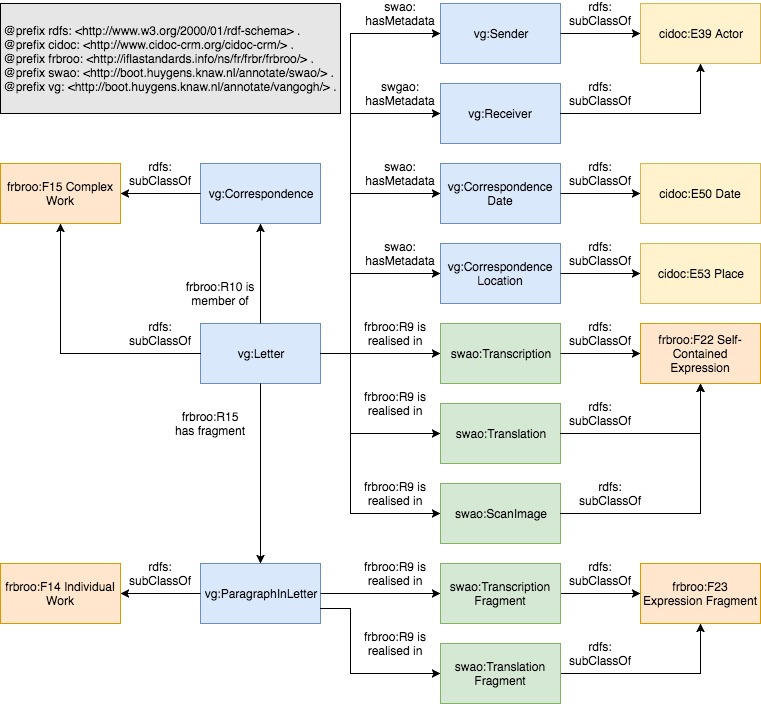 @prefix rdfs: <http://www.w3.org/2000/01/rdf-schema> .
@prefix cidoc: <http://www.cidoc-crm.org/cidoc-crm/> .
@prefix frbroo: <http://iflastandards.info/ns/fr/frbr/frbroo/> .
@prefix swao: <http://boot.huygens.knaw.nl/annotate/swao/> .
@prefix vg: <http://boot.huygens.knaw.nl/annotate/vangogh/> .
swao:
hasMetadata
vg:Sender
rdfs:
subClassOf
cidoc:E39 Actor
swgao:
hasMetadata
vg:Receiver
rdfs:
subClassOf
frbroo:F15 Complex
Work
rdfs:
subClassOf
vg:Correspondence
swao:
hasMetadata
vg:Correspondence
Date
rdfs:
subClassOf
cidoc:E50 Date
swao:
hasMetadata
vg:Correspondence
Location
rdfs:
subClassOf
cidoc:E53 Place
frbroo:R10 is
member of
rdfs:
subClassOf
vg:Letter
frbroo:R9 is
realised in
swao:Transcription
rdfs:
subClassOf
frbroo:F22 Self-
Contained
Expression
frbroo:R15
has fragment
frbroo:R9 is
realised in
swao:Translation
rdfs:
subClassOf
frbroo:R9 is
realised in
swao:ScanImage
rdfs:
subClassOf
frbroo:F14 Individual
Work
rdfs:
subClassOf
vg:ParagraphInLetter
frbroo:R9 is
realised in
swao:Transcription
Fragment
rdfs:
subClassOf
frbroo:F23
Expression Fragment
frbroo:R9 is
realised in
swao:Translation
Fragment
rdfs:
subClassOf